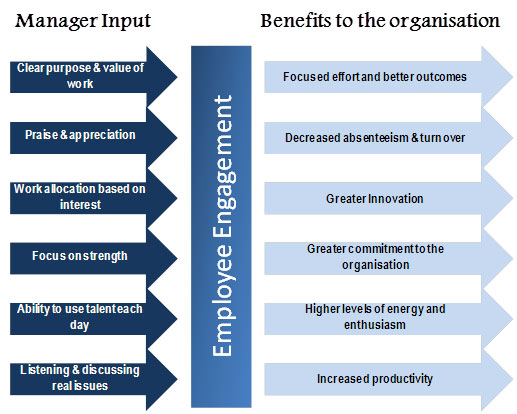 Manager Input
Benefits to the organisation
Clear purpose & value of
work
Praise & appreciation
Work allocation based on
interest
Focus on strength
Ability to use talent each
day
Listening & discussing
real issues
Employee Engagement
Focused effort and better outcomes
Decreased absenteeism & turn over
Greater Innovation
Greater commitment to the
organisation
Higher levels of energy and
enthusiasm
Increased productivity